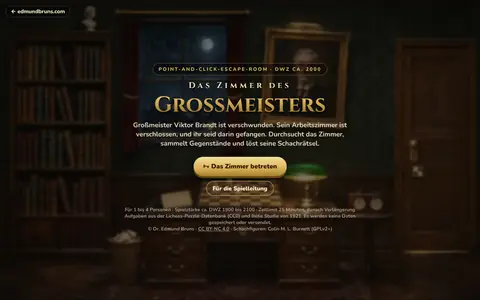 ← edmundbruns.com
POINT-AND-CLICK-ESCAPE-ROOM · DWZ CA. 2000
DAS ZIMMER DES
GROSSMEISTERS
Großmeister Viktor Brandt ist verschwunden. Sein Arbeitszimmer ist
verschlossen, und ihr seid darin gefangen. Durchsucht das Zimmer,
sammelt Gegenstände und löst seine Schachrätsel.
Das Zimmer betreten
Für die Spielleitung
Für 1 bis 4 Personen · Spielstärke ca. DWZ 1900 bis 2100 · Zeitlimit 25 Minuten, danach Verlängerung
Aufgaben aus der Lichess-Puzzle-Datenbank (CC0) und Rétis Studie von 1921. Es werden keine Daten
gespeichert oder versendet.
© Dr. Edmund Bruns · CC BY-NC 4.0 · Schachfiguren: Colin M. L. Burnett (GPLv2+)